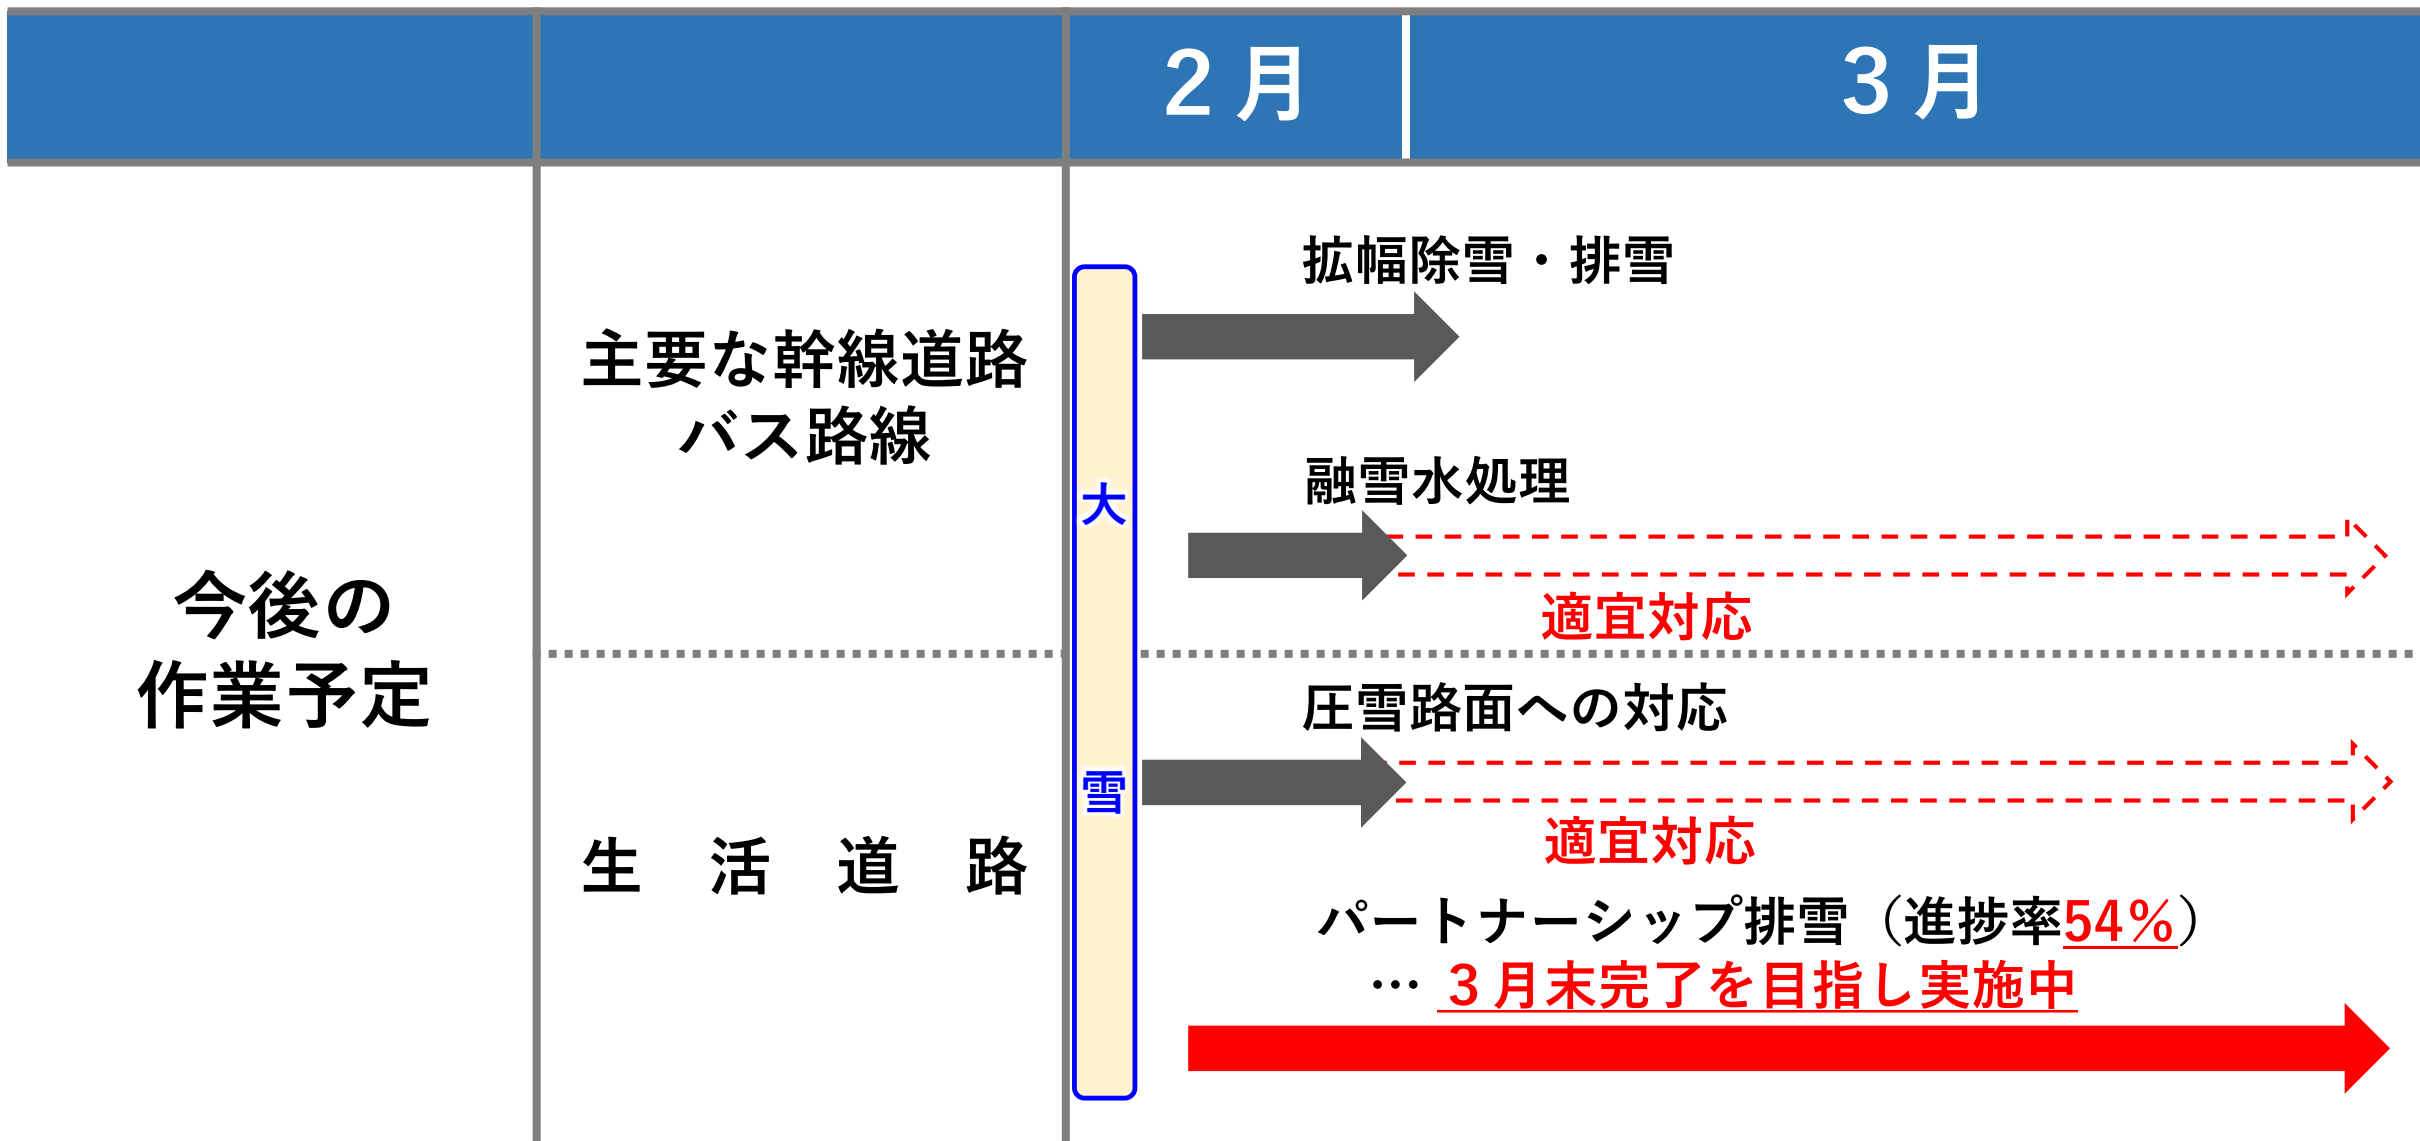 2月
3月
今後の
作業予定
主要な幹線道路
バス路線
大雪
拡幅除雪・排雪
融雪水処理
適宜対応
生活道路
圧雪路面への対応
適宜対応
パートナーシップ排雪（進捗率54％）
… 3月末完了を目指し実施中